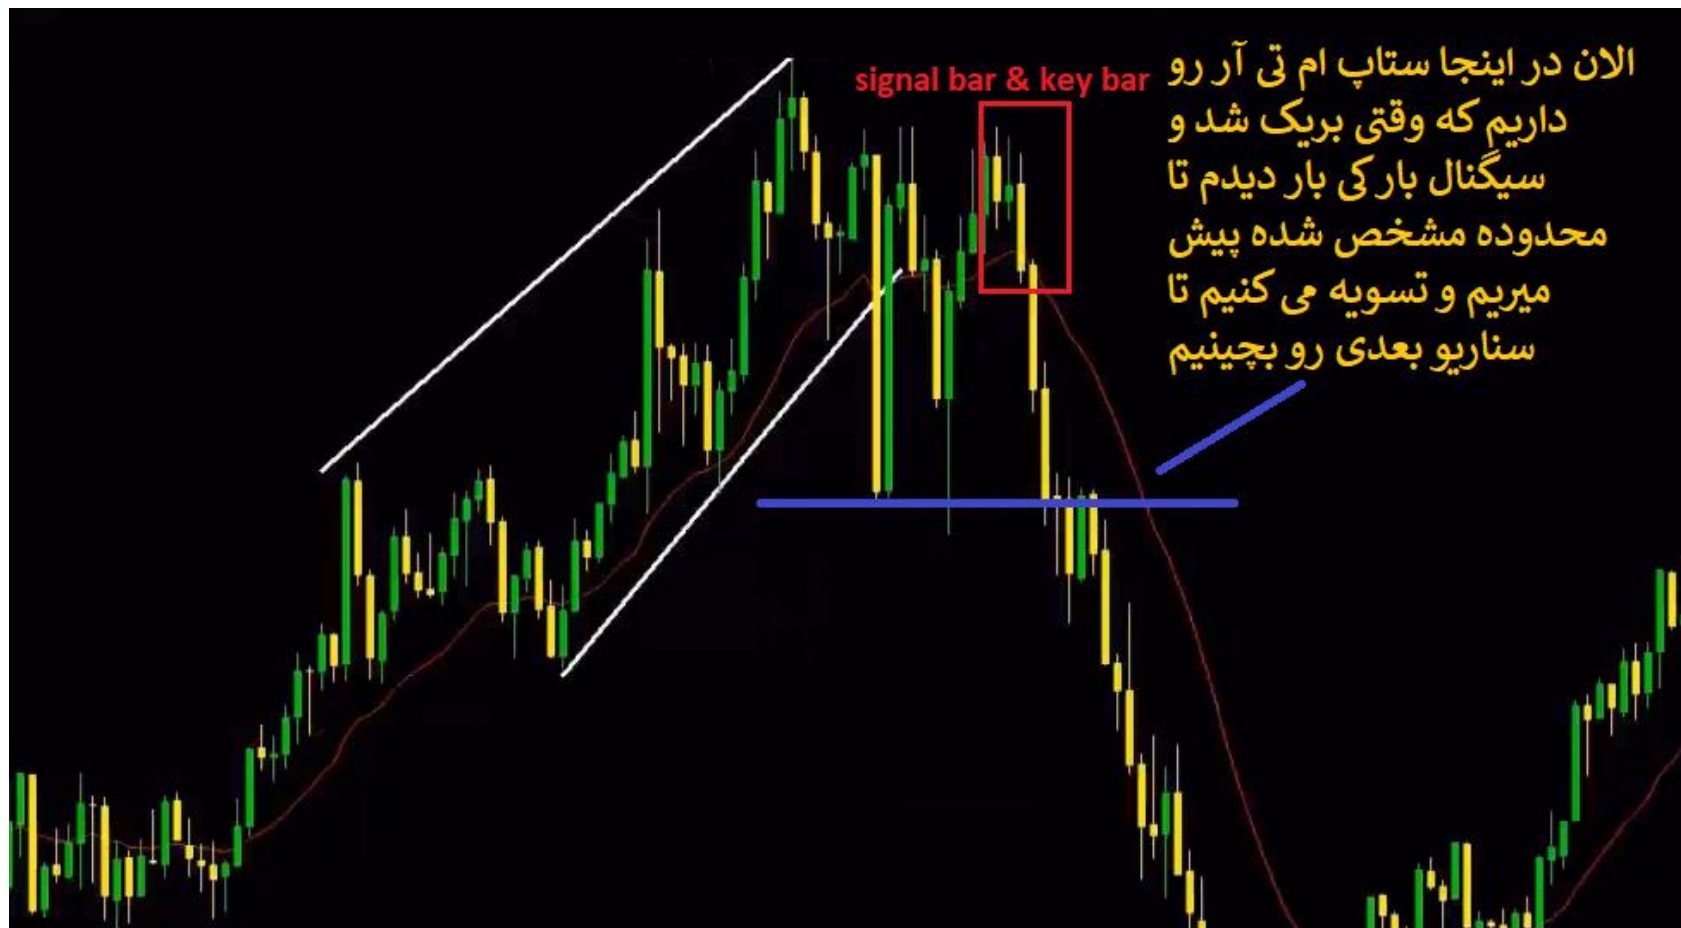 signal bar & key bar
الان در اینجا ستاپ ام تی آر رو
داریم که وقتی بریک شد و
سیگنال بار کی بار دیدم تا
محدوده مشخص شده پیش
میریم و تسویه می کنیم تا
سناریو بعدی رو بچینیم